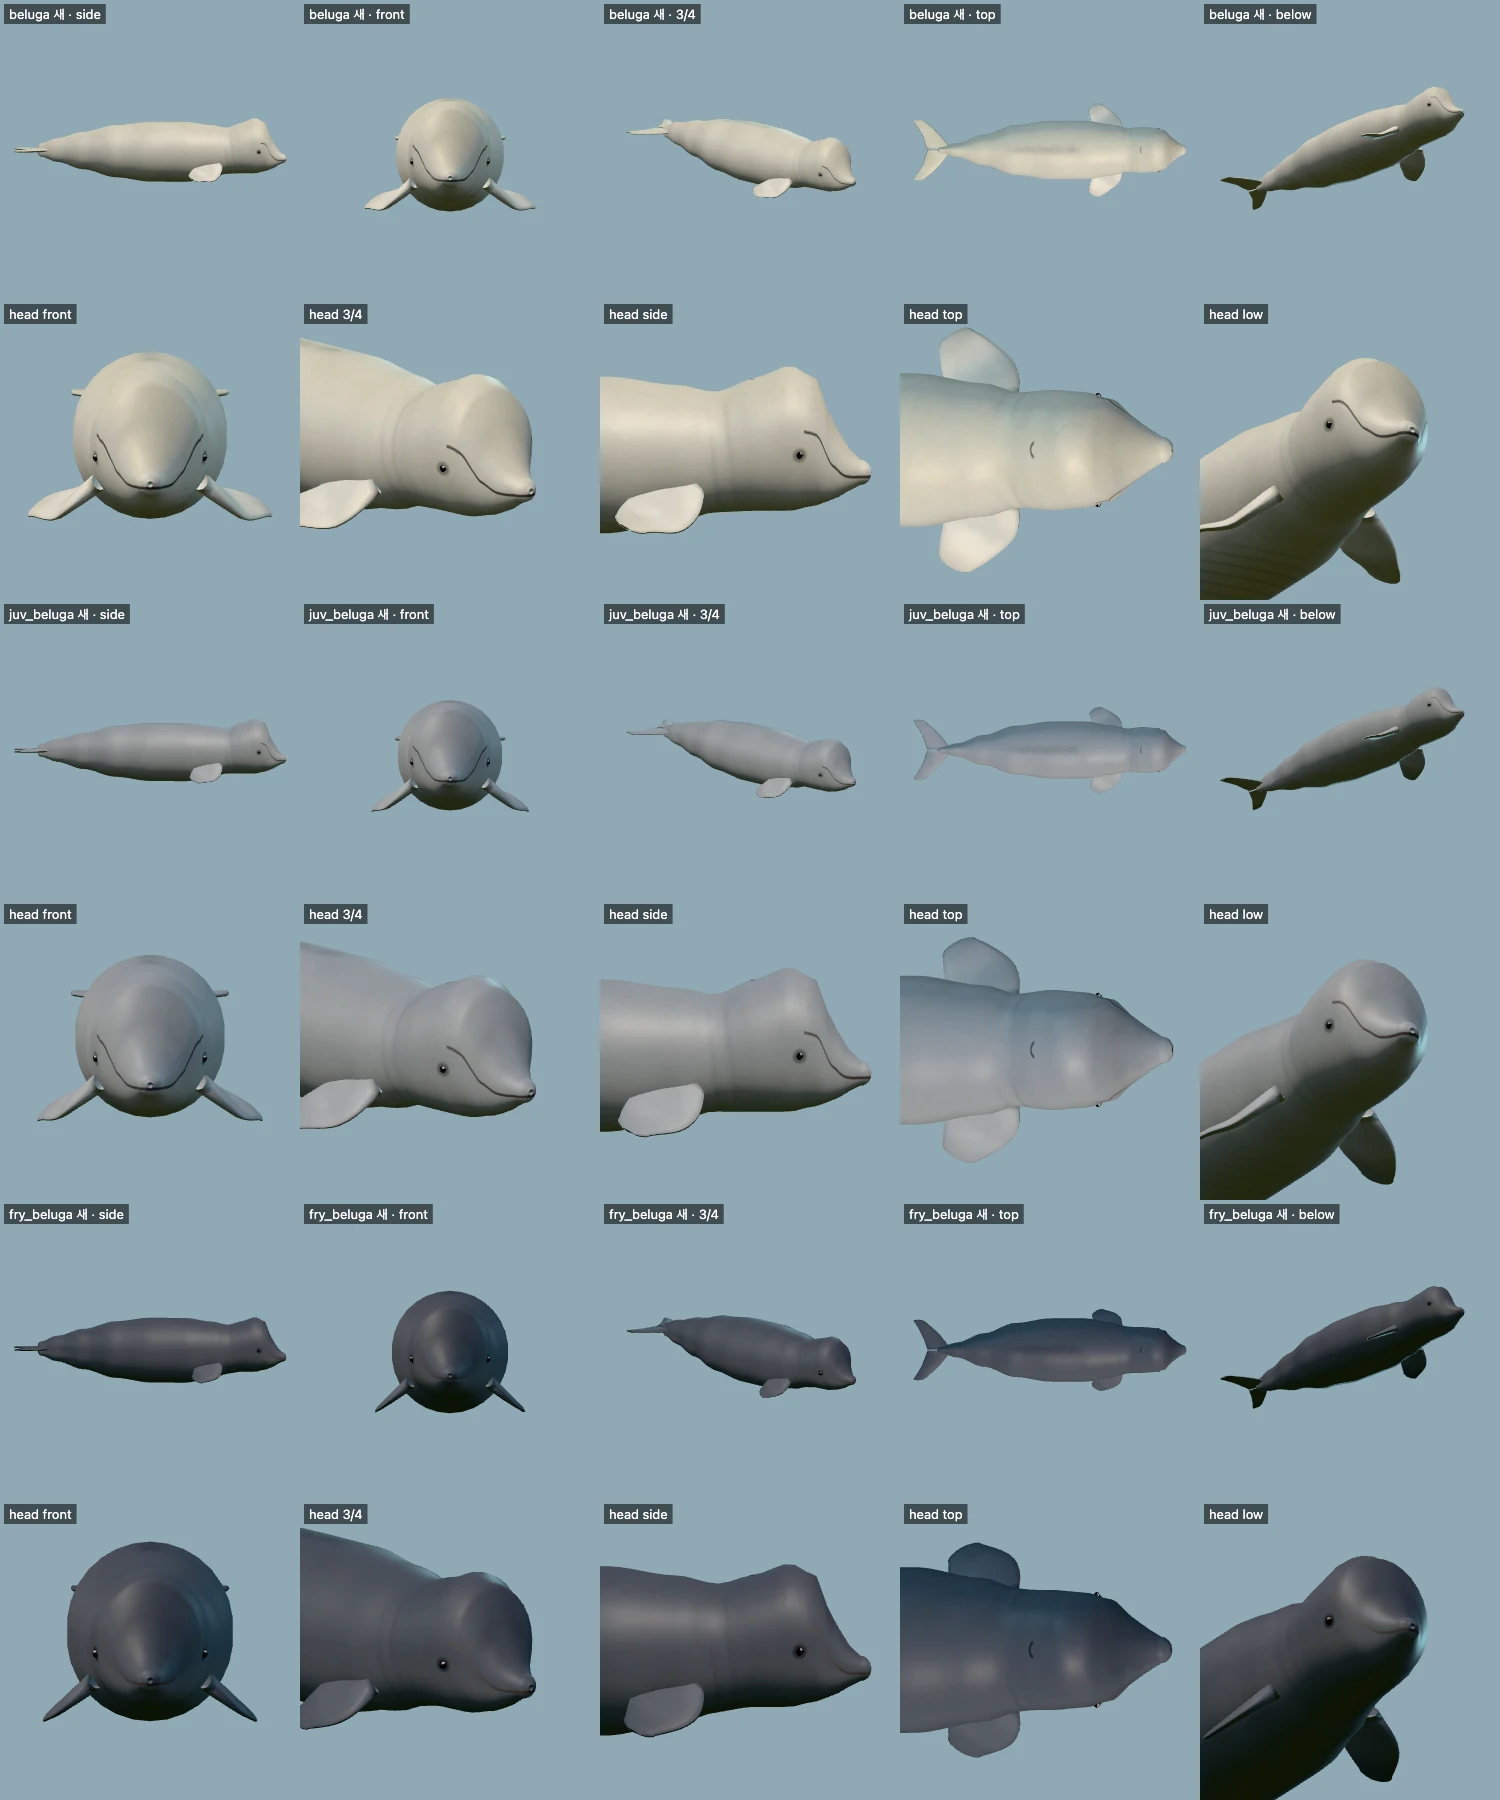 beluga 새 · side
beluga 새 · front
beluga 새 · 3/4
beluga 새 · top
beluga 새 · below
head front
head 3/4
head side
head top
head low
juv_beluga 새 · side
juv_beluga 새 · front
juv_beluga 새 · 3/4
juv_beluga 새 · top
juv_beluga 새 · below
head front
head 3/4
head side
head top
head low
fry_beluga 새 · side
fry_beluga 새 · front
fry_beluga 새 · 3/4
fry_beluga 새 · top
fry_beluga 새 · below
head front
head 3/4
head side
head top
head low